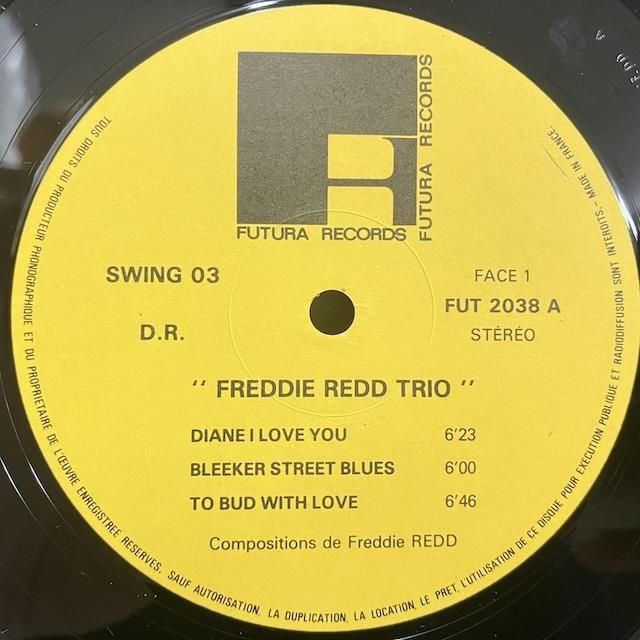 FUTURA RECORDS
FUTURA RECORDS
SWING 03
FACE 1
D.R.
FUT 2038 A
STÉRÉO
" FREDDIE REDD TRIO "
DIANE I LOVE YOU 6'23
BLEEKER STREET BLUES 6'00
TO BUD WITH LOVE 6'46
Compositions de Freddie REDD
TOUS DROITS DU PRODUCTEUR PHONOGRAPHIQUE ET DU PROPRIETAIRE DE L'ŒUVRE ENREGISTREE RESERVES. SAUF AUTORISATION, LA DUPLICATION, LA LOCATION, LE PRET, L'UTILISATION DE CE DISQUE POUR EXECUTION PUBLIQUE ET RADIODIFFUSION SONT INTERDITS. - MADE IN FRANCE.